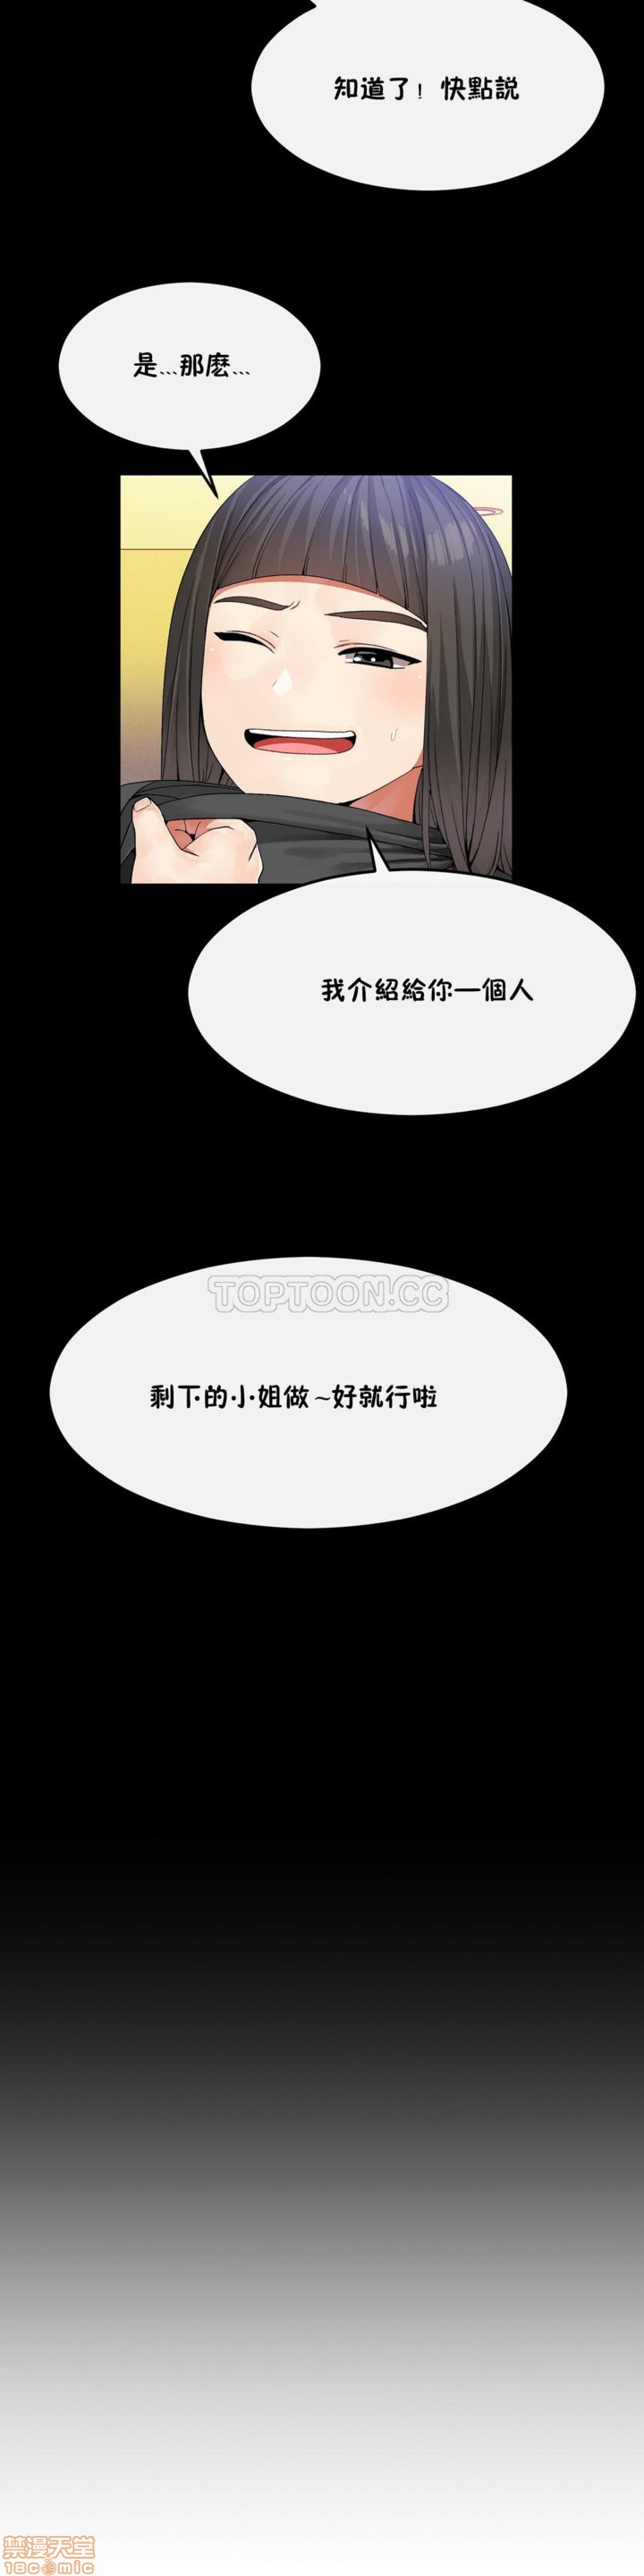 知道了！快點說
是...那麽...
我介紹給你一個人
TOPTOON.CC
剩下的小姐做~好就行啦
禁漫天堂
18comic